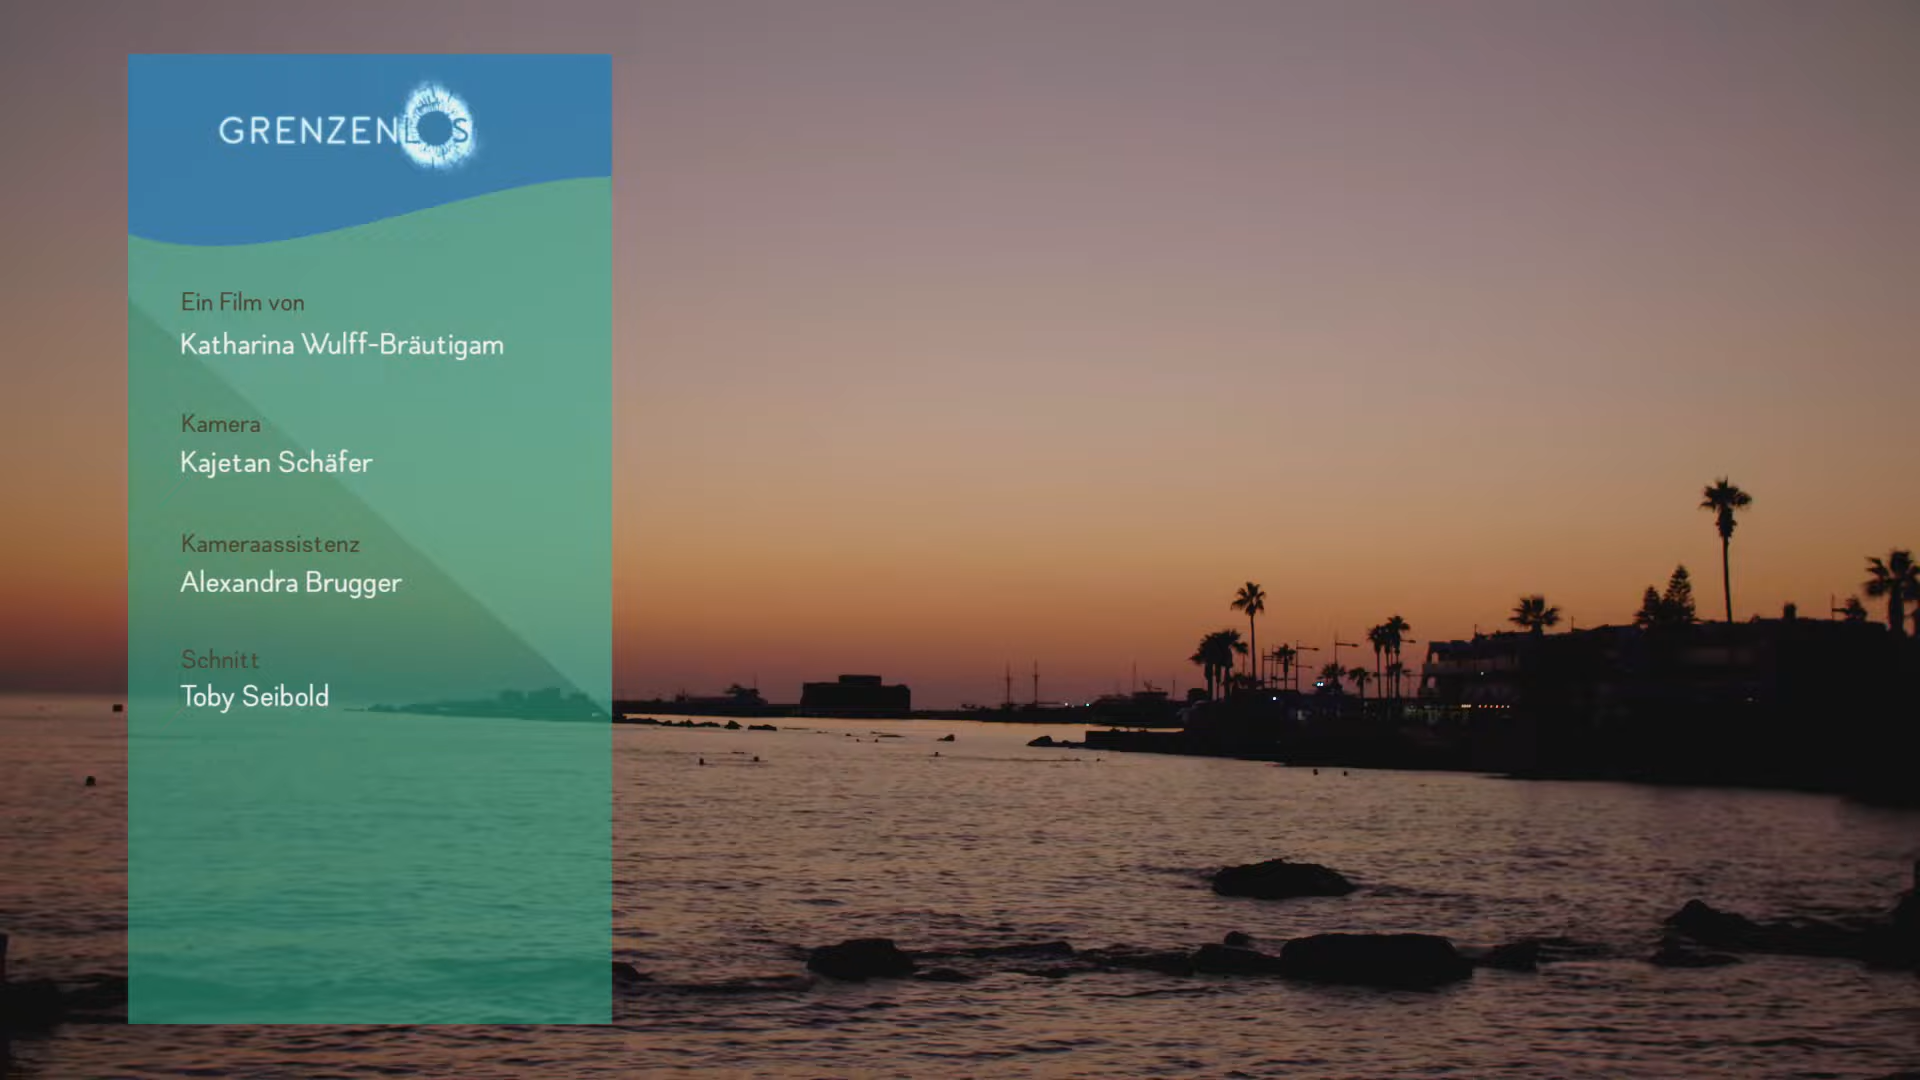 GRENZENLOS
Ein Film von
Katharina Wulff-Bräutigam
Kamera
Kajetan Schäfer
Kameraassistenz
Alexandra Brugger
Schnitt
Toby Seibold